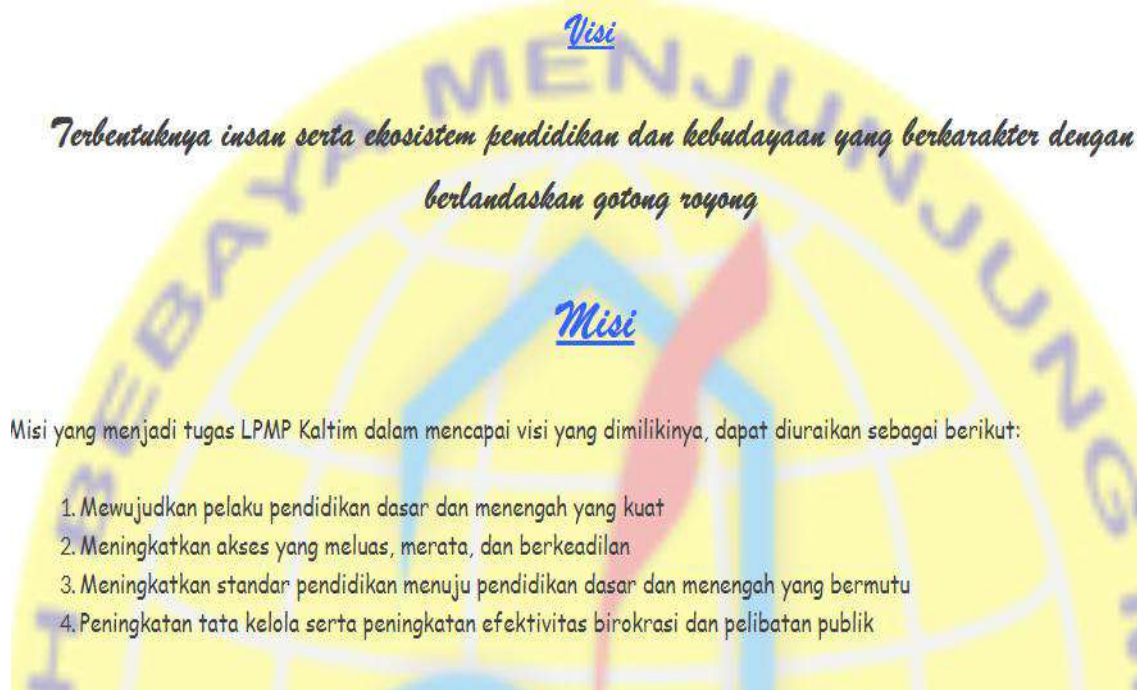 Visi
Terbentuknya insan serta ekosistem pendidikan dan kebudayaan yang berkarakter dengan
berlandaskan gotong royong
Misi
Misi yang menjadi tugas LPMP Kaltim dalam mencapai visi yang dimilikinya, dapat diuraikan sebagai berikut:
1. Mewujudkan pelaku pendidikan dasar dan menengah yang kuat
2. Meningkatkan akses yang meluas, merata, dan berkeadilan
3. Meningkatkan standar pendidikan menuju pendidikan dasar dan menengah yang bermutu
4. Peningkatan tata kelola serta peningkatan efektivitas birokrasi dan pelibatan publik
BEBAYA MENJUNJUNG